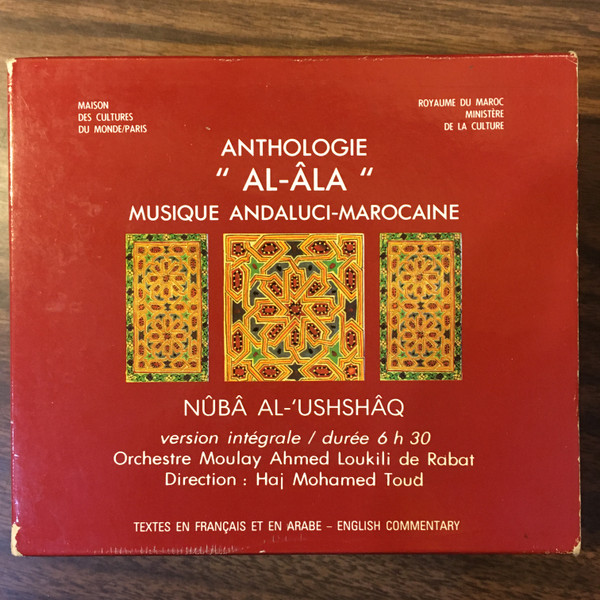 MAISON
DES CULTURES
DU MONDE/PARIS
ROYAUME DU MAROC
MINISTÈRE
DE LA CULTURE
ANTHOLOGIE
" AL-ÂLA "
MUSIQUE ANDALUCI-MAROCAINE
NÛBÂ AL-'USHSHÂQ
version intégrale / durée 6 h 30
Orchestre Moulay Ahmed Loukili de Rabat
Direction : Haj Mohamed Toud
TEXTES EN FRANÇAIS ET EN ARABE – ENGLISH COMMENTARY